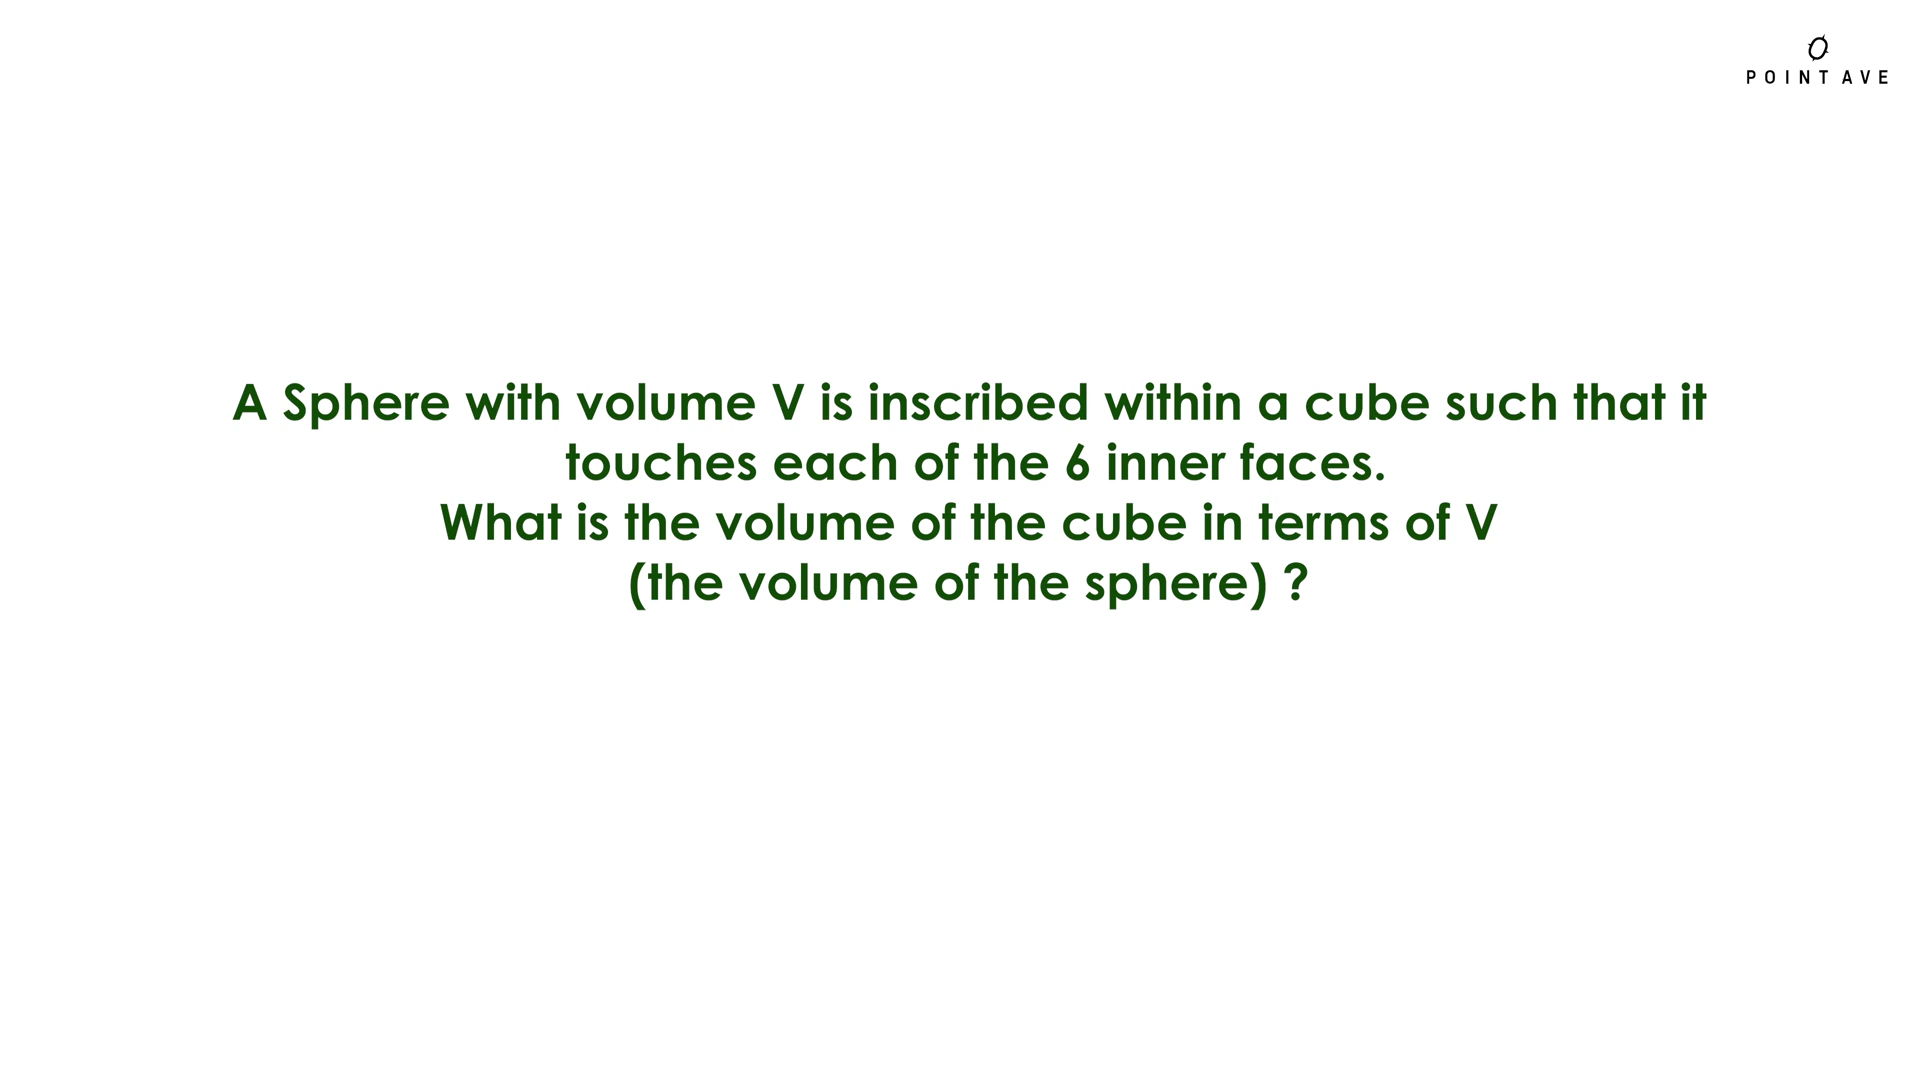 POINT AVE
A Sphere with volume V is inscribed within a cube such that it
touches each of the 6 inner faces.
What is the volume of the cube in terms of V
(the volume of the sphere) ?